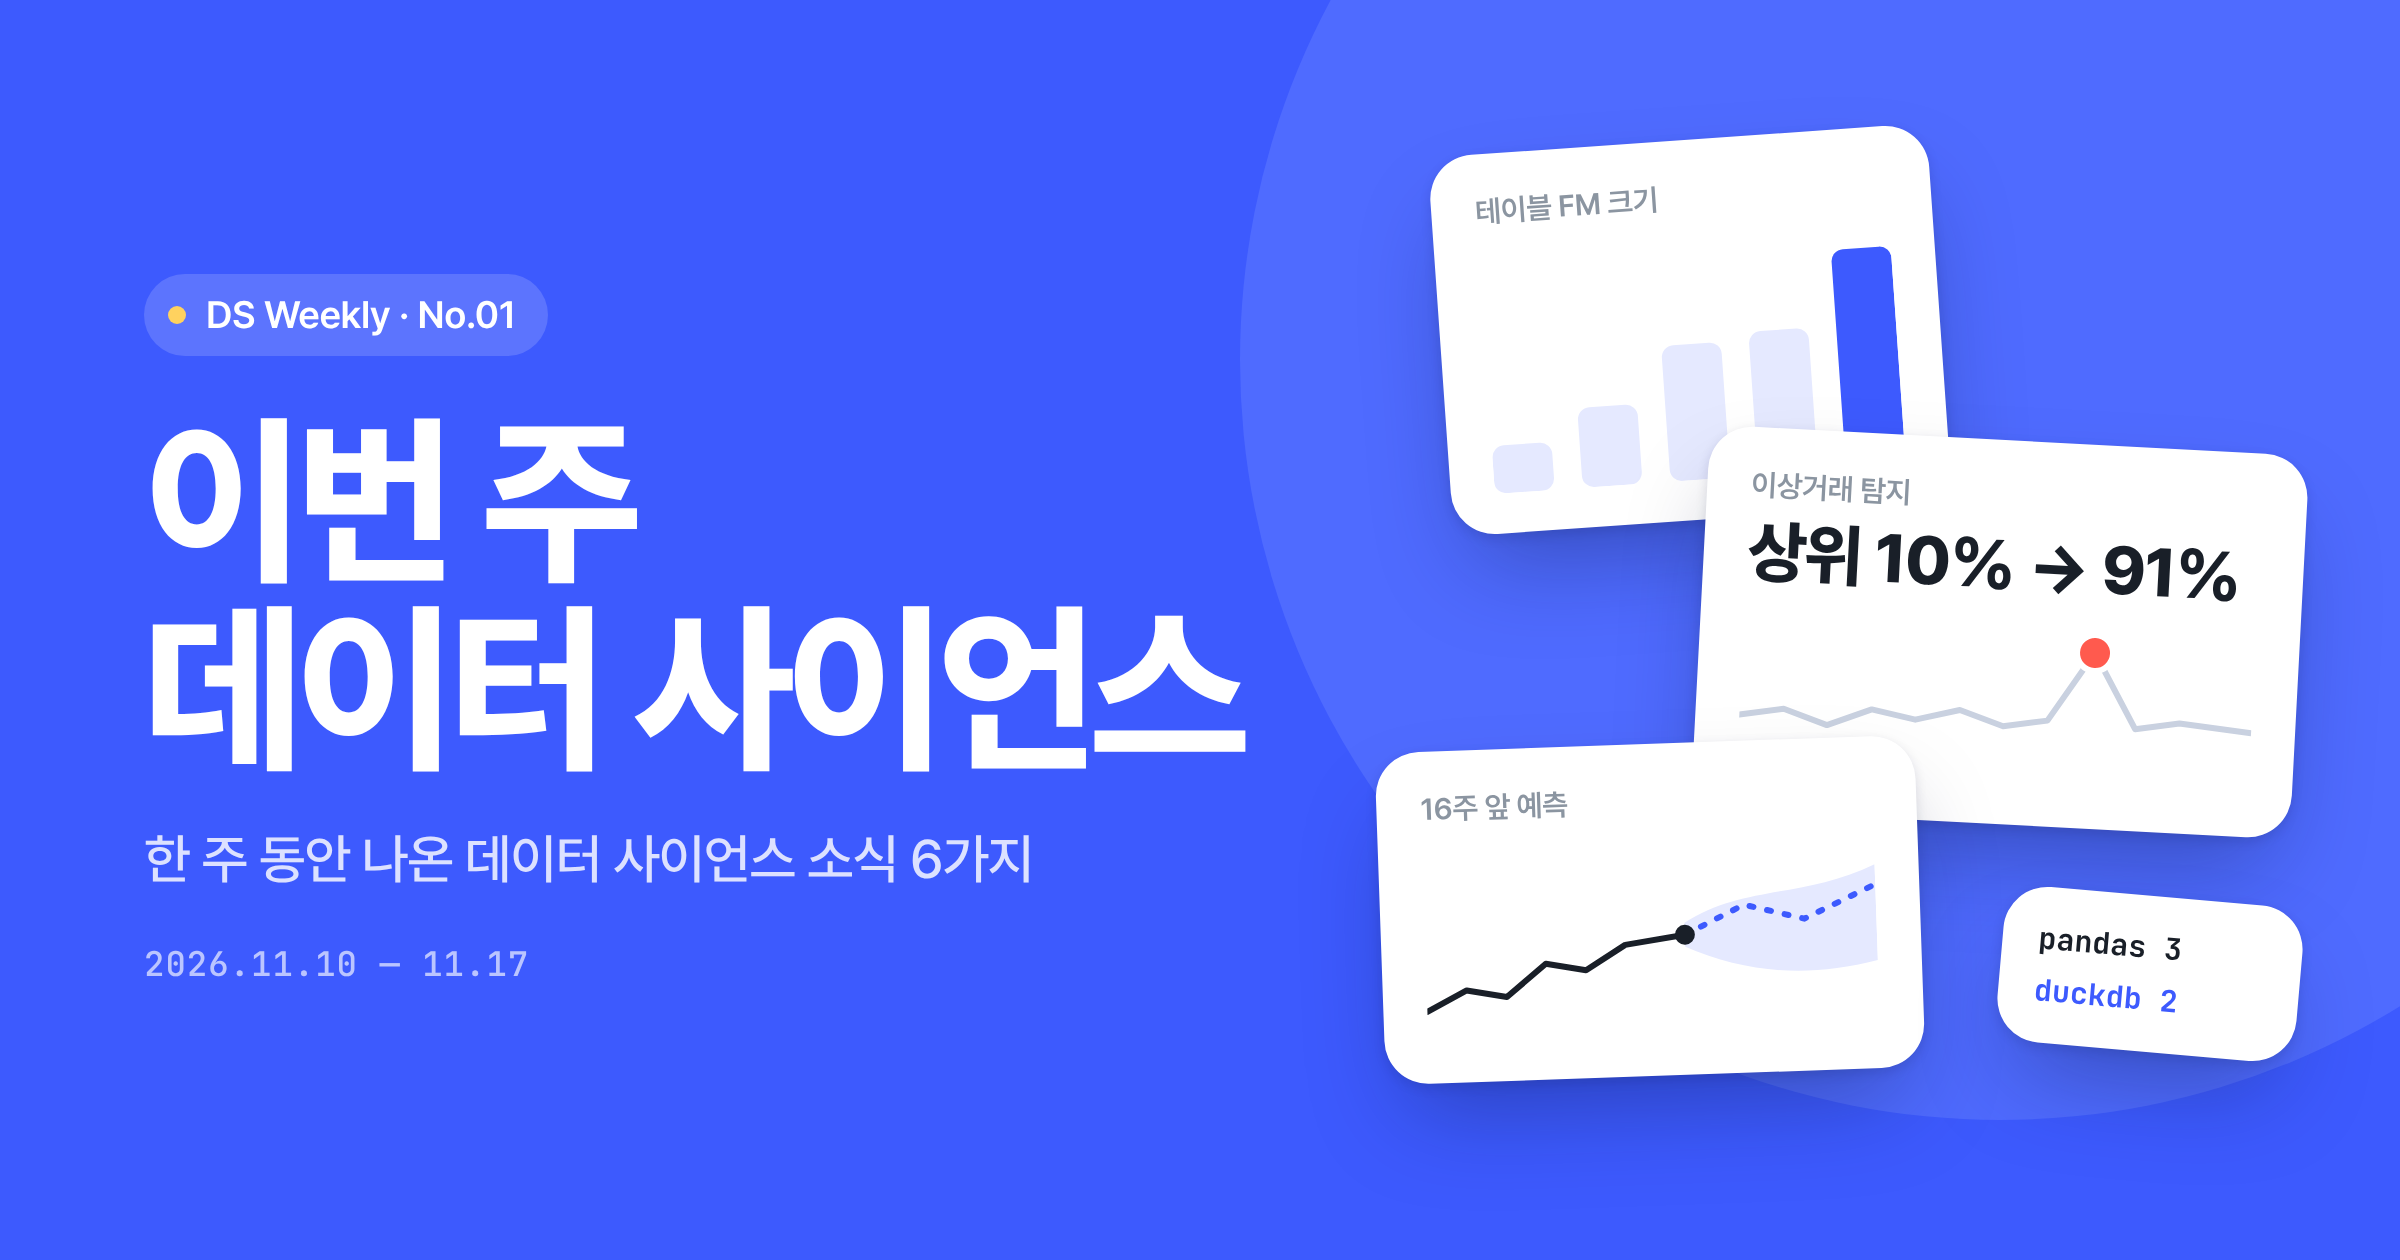 DS Weekly · No.01
이번 주
데이터 사이언스
한 주 동안 나온 데이터 사이언스 소식 6가지
2026.11.10 — 11.17
테이블 FM 크기
이상거래 탐지
상위 10% → 91%
16주 앞 예측
pandas 3
duckdb 2